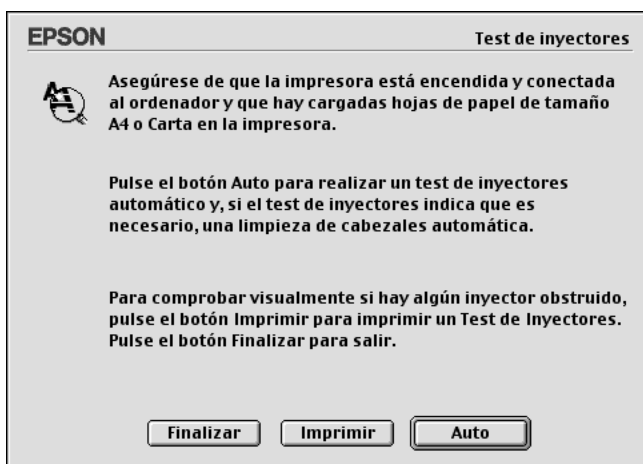 EPSON
Test de inyectores
Asegúrese de que la impresora está encendida y conectada
al ordenador y que hay cargadas hojas de papel de tamaño
A4 o Carta en la impresora.
Pulse el botón Auto para realizar un test de inyectores
automático y, si el test de inyectores indica que es
necesario, una limpieza de cabezales automática.
Para comprobar visualmente si hay algún inyector obstruido,
pulse el botón Imprimir para imprimir un Test de Inyectores.
Pulse el botón Finalizar para salir.
Finalizar
Imprimir
Auto